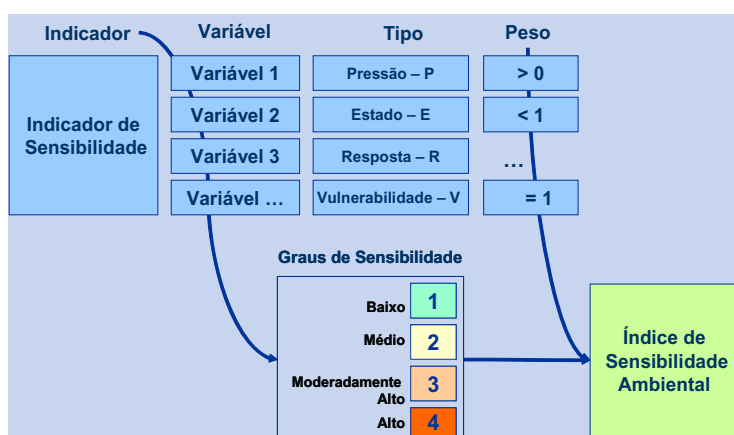 Indicador Variável Tipo Peso
Indicador de
Sensibilidade
Variável 1 Pressão – P > 0
Variável 2 Estado – E < 1
Variável 3 Resposta – R ...
Variável ... Vulnerabilidade – V = 1
Graus de Sensibilidade
Baixo 1
Médio 2
Moderadamente
Alto 3
Alto 4
Índice de
Sensibilidade
Ambiental